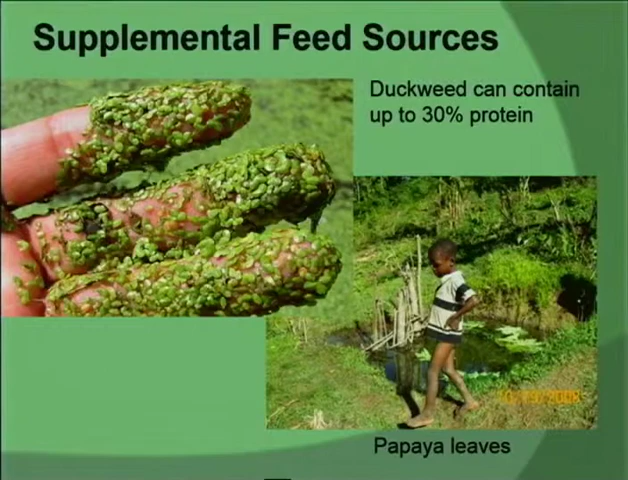 Supplemental Feed Sources
Duckweed can contain
up to 30% protein
Papaya leaves